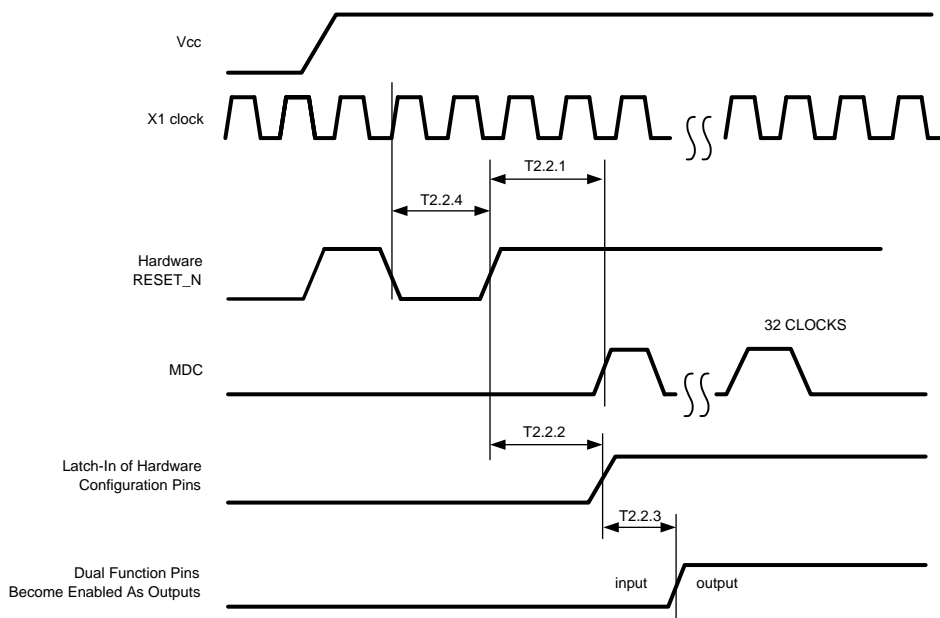 Vcc
X1 clock
T2.2.1
T2.2.4
Hardware
RESET_N
32 CLOCKS
MDC
T2.2.2
Latch-In of Hardware
Configuration Pins
T2.2.3
Dual Function Pins
Become Enabled As Outputs
input
output